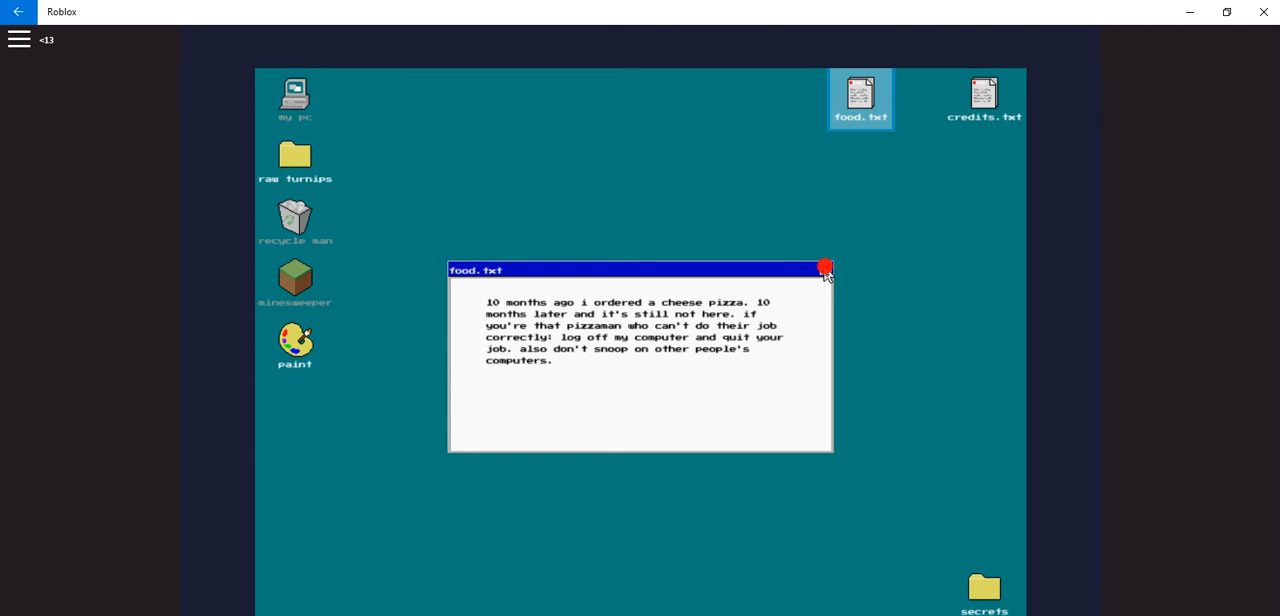 Roblox
<13
my pc
food.txt
credits.txt
raw turnips
recycle man
food.txt
minesweeper
10 months ago i ordered a cheese pizza. 10
months later and it's still not here. if
you're that pizzaman who can't do their job
correctly: log off my computer and quit your
job. also don't snoop on other people's
computers.
paint
secrets